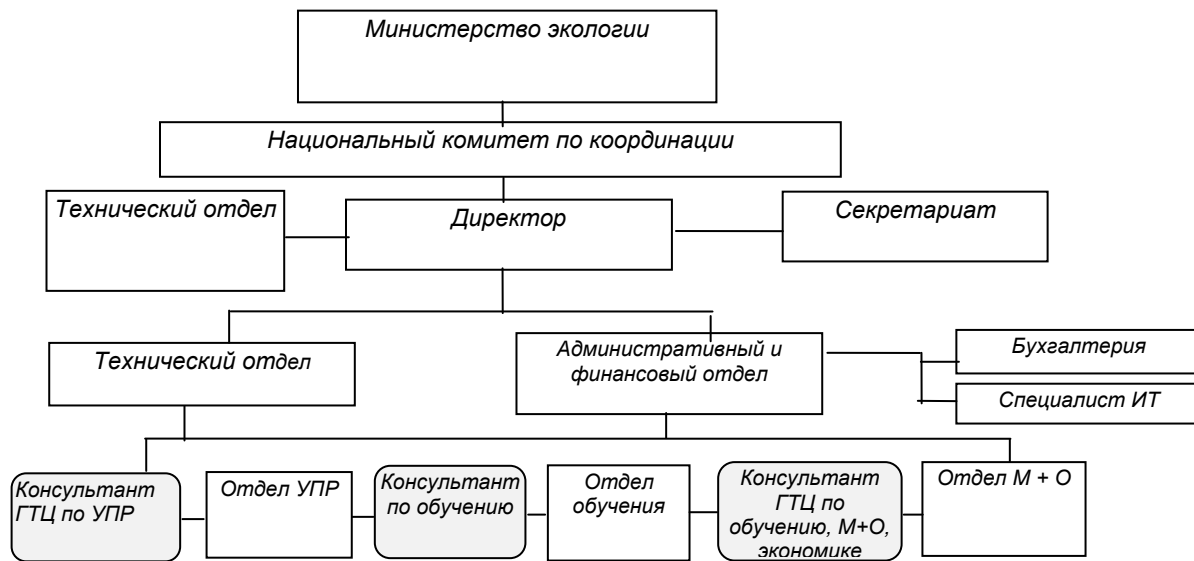 Министерство экологии
Национальный комитет по координации
Технический отдел
Директор
Секретариат
Технический отдел
Административный и
финансовый отдел
Бухгалтерия
Специалист ИТ
Консультант
ГТЦ по УПР
Отдел УПР
Консультант
по обучению
Отдел
обучения
Консультант
ГТЦ по
обучению, М+О,
экономике
Отдел М + О